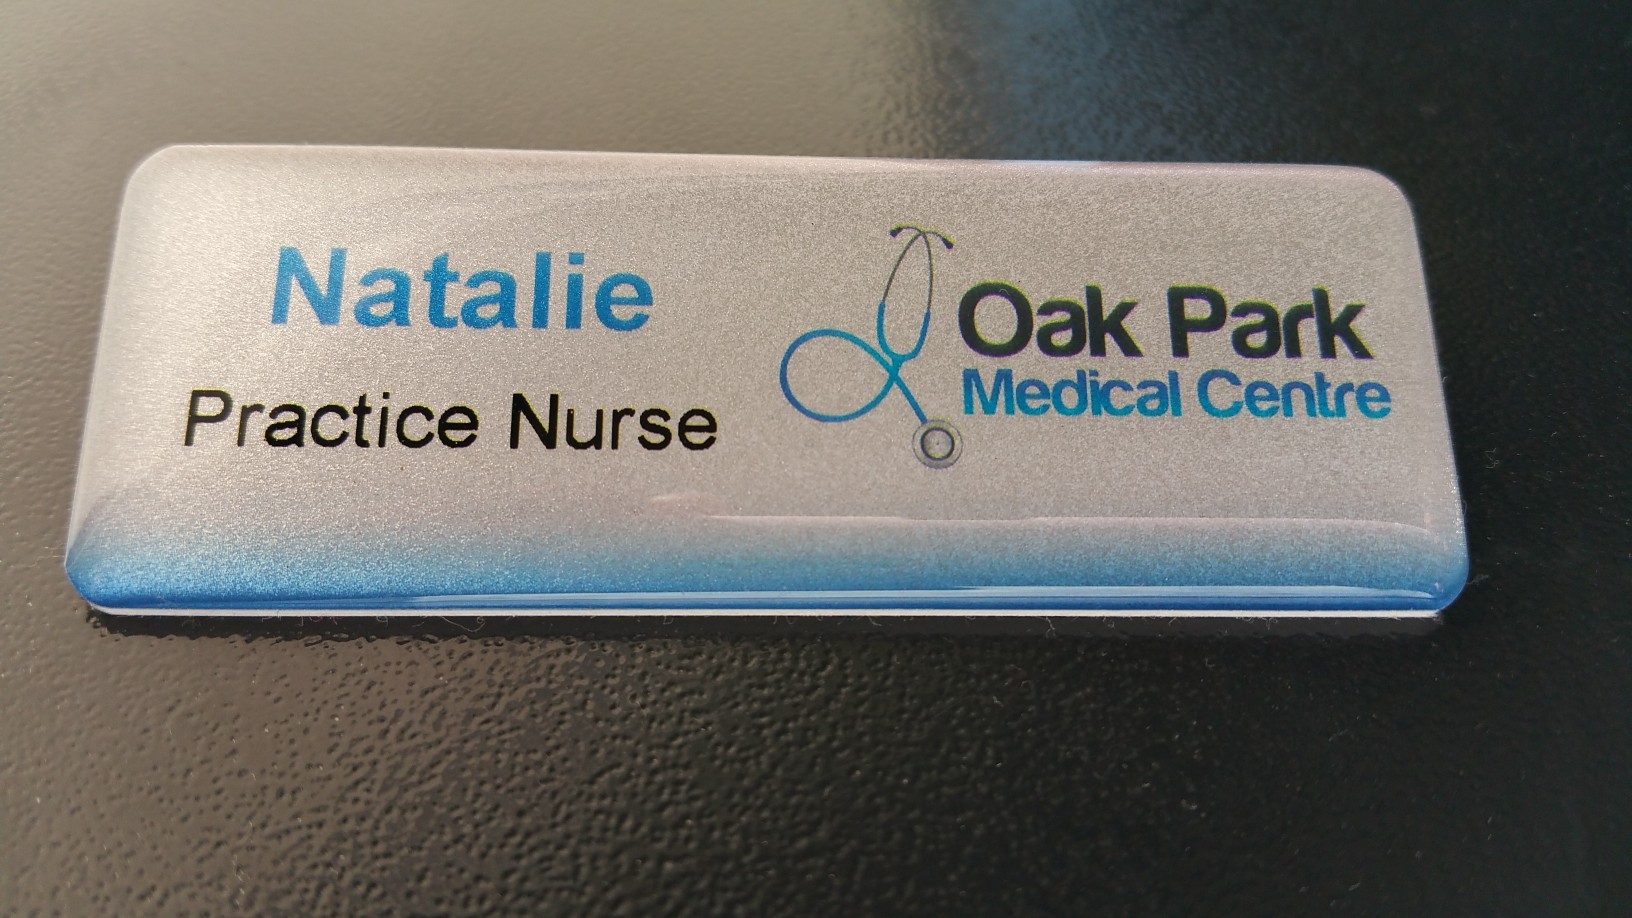 Natalie
Practice Nurse
Oak Park
Medical Centre